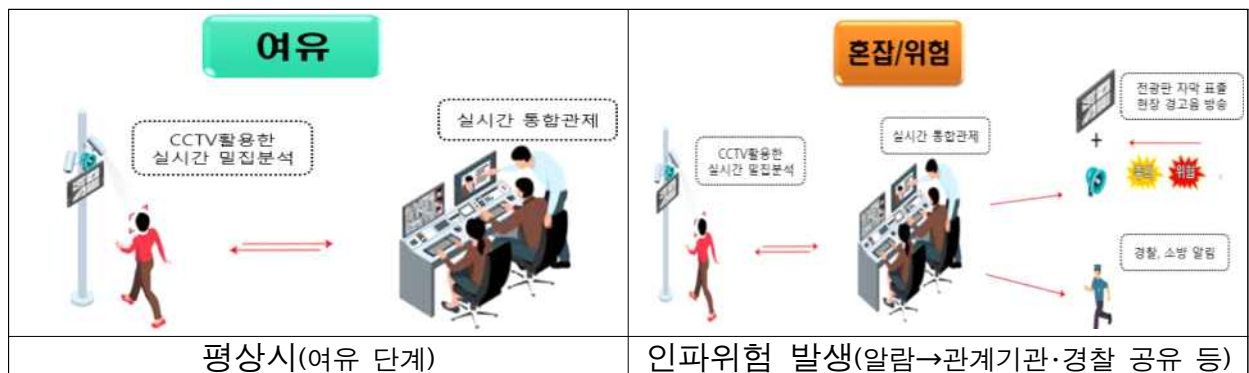 여유
CCTV활용한
실시간 밀집분석
실시간 통합관제
평상시(여유 단계)
혼잡/위험
CCTV활용한
실시간 밀집분석
실시간 통합관제
전광판 자막 표출
현장 경고음 방송
+
위험
경찰, 소방 알림
인파위험 발생(알람→관계기관·경찰 공유 등)